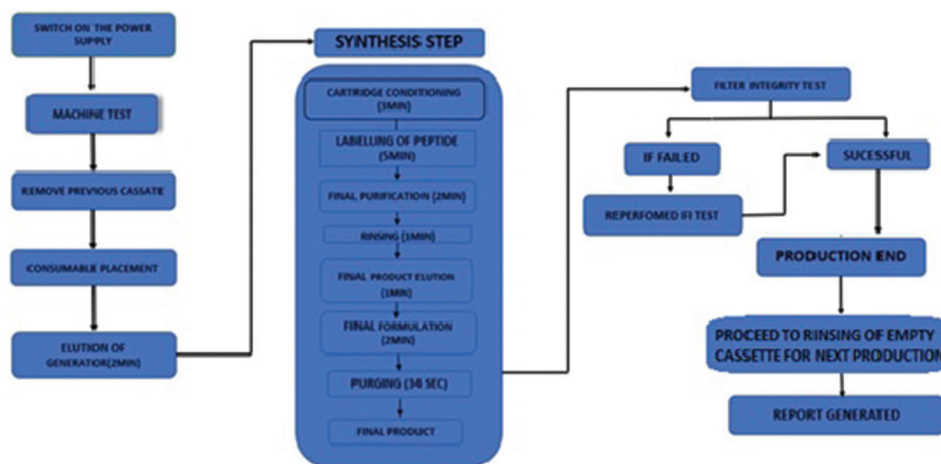 SWITCH ON THE POWER
SUPPLY
MACHINE TEST
REMOVE PREVIOUS CASSATE
CONSUMABLE PLACEMENT
ELUTION OF
GENERATIOR(2MIN)
SYNTHESIS STEP
CARTRIDGE CONDITIONING
(3MIN)
LABELLING OF PEPTIDE
(5MIN)
FINAL PURIFICATION (2MIN)
RINSING (1MIN)
FINAL PRODUCT ELUTION
(1MIN)
FINAL FORMULATION
(2MIN)
PURGING (34 SEC)
FINAL PRODUCT
FILTER INTEGRITY TEST
IF FAILED
SUCESSFUL
REPERFOMED IFI TEST
PRODUCTION END
PROCEED TO RINSING OF EMPTY
CASSETTE FOR NEXT PRODUCTION
REPORT GENERATED